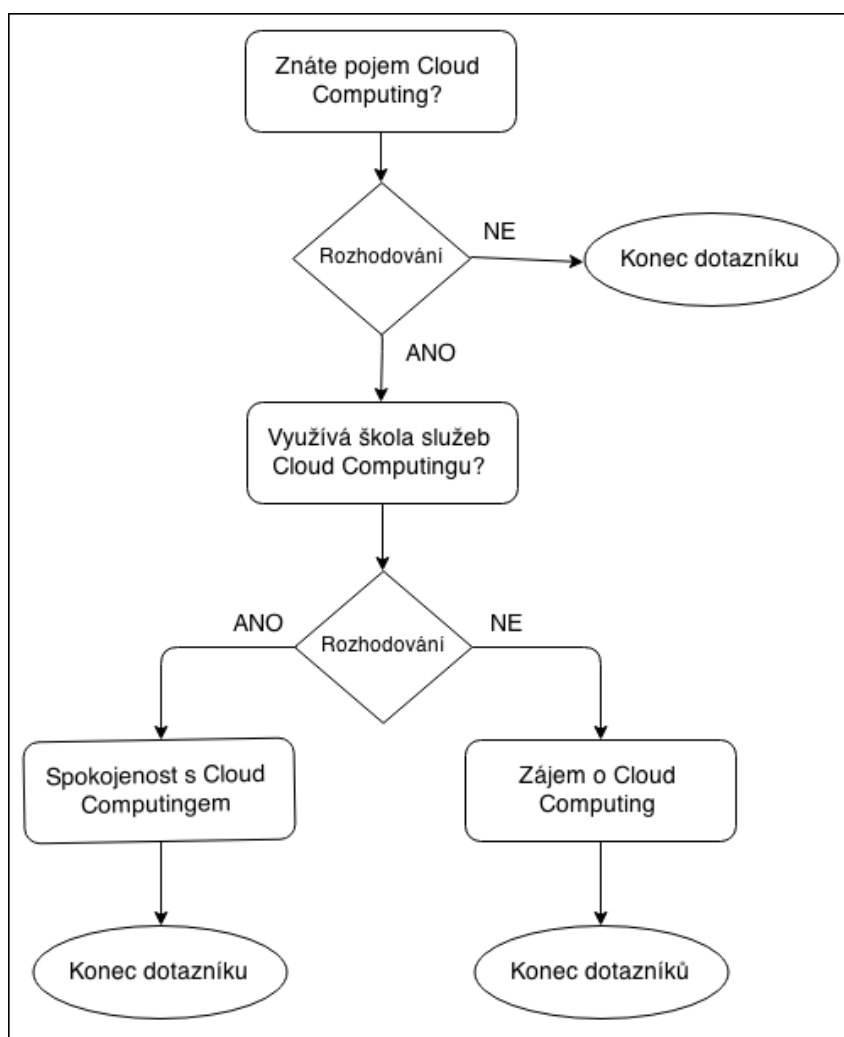 Znáte pojem Cloud
Computing?
Rozhodování
NE
Konec dotazníku
ANO
Využívá škola služeb
Cloud Computingu?
ANO
Rozhodování
NE
Spokojenost s Cloud
Computingem
Zájem o Cloud
Computing
Konec dotazníku
Konec dotazníků